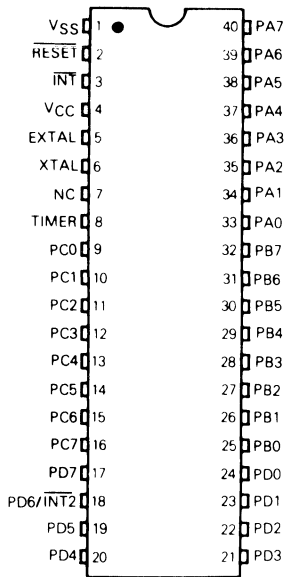 VSS 1 40 PA7
RESET 2 39 PA6
INT 3 38 PA5
VCC 4 37 PA4
EXTAL 5 36 PA3
XTAL 6 35 PA2
NC 7 34 PA1
TIMER 8 33 PA0
PC0 9 32 PB7
PC1 10 31 PB6
PC2 11 30 PB5
PC3 12 29 PB4
PC4 13 28 PB3
PC5 14 27 PB2
PC6 15 26 PB1
PC7 16 25 PB0
PD7 17 24 PD0
PD6/INT2 18 23 PD1
PD5 19 22 PD2
PD4 20 21 PD3